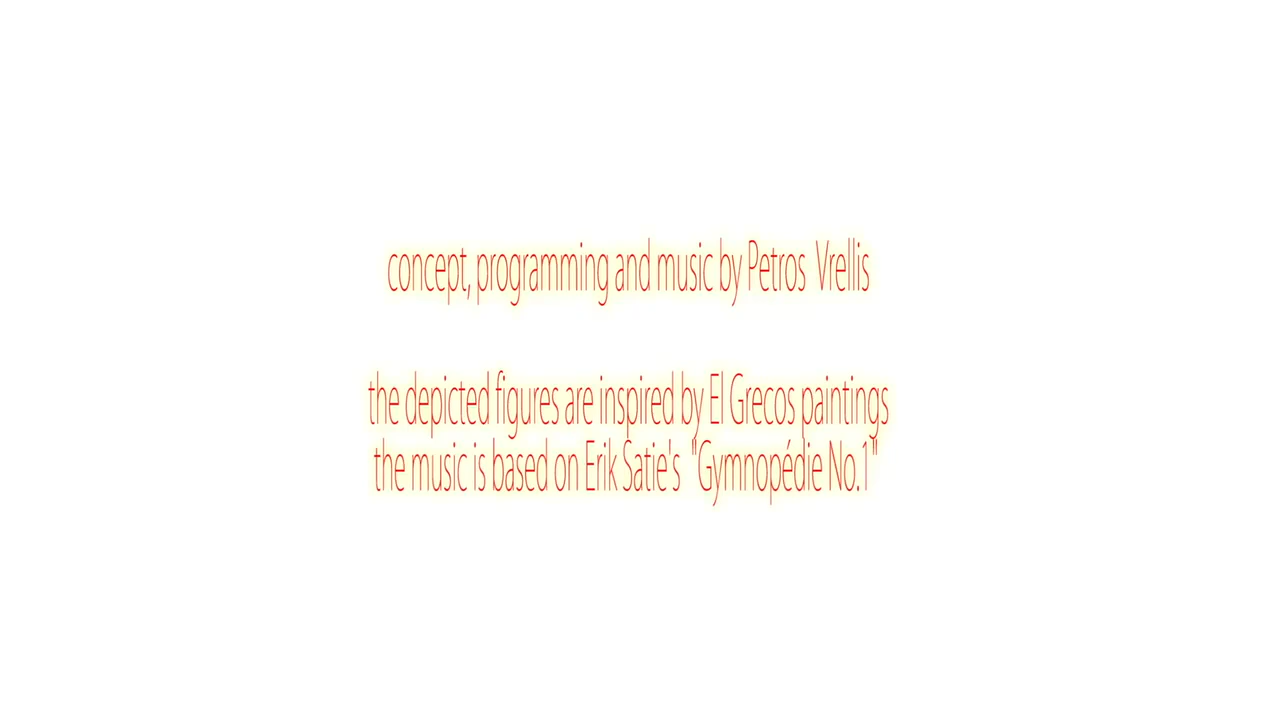 concept, programming and music by Petros Vrellis
the depicted figures are inspired by El Grecos paintings
the music is based on Erik Satie's "Gymnopédie No.1"